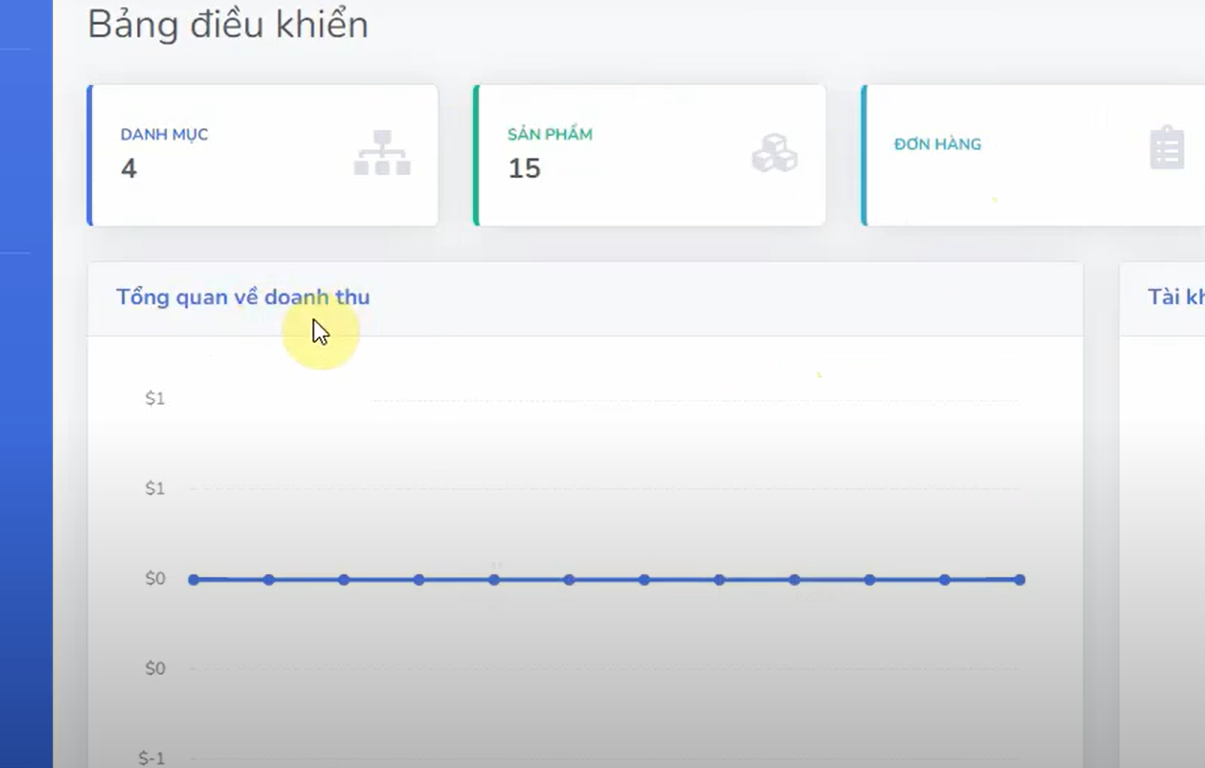 Bảng điều khiển
DANH MỤC
4
SẢN PHẨM
15
ĐƠN HÀNG
Tổng quan về doanh thu
Tài
$1
$1
$0
$0
$-1